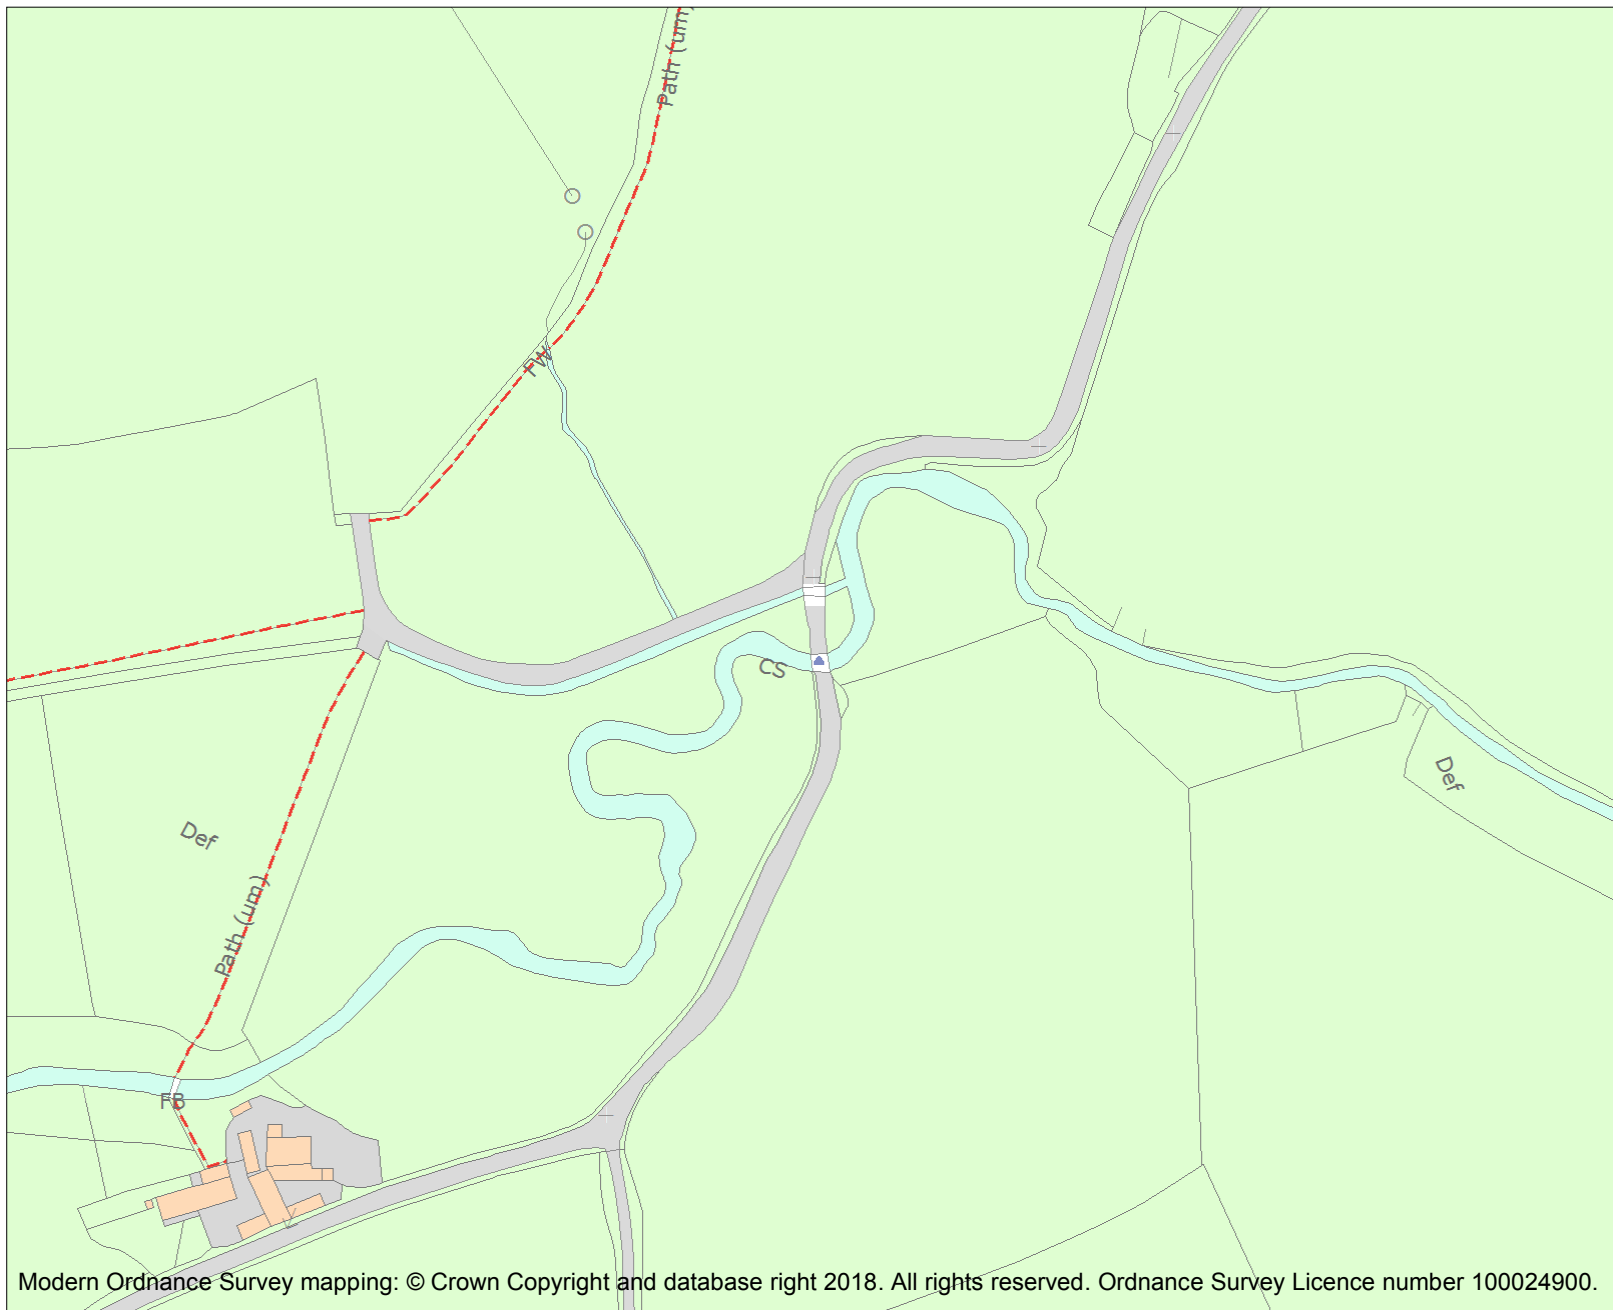 Path (um)
FW
CS
Def
Def
Path (um)
FB
Modern Ordnance Survey mapping: © Crown Copyright and database right 2018. All rights reserved. Ordnance Survey Licence number 100024900.